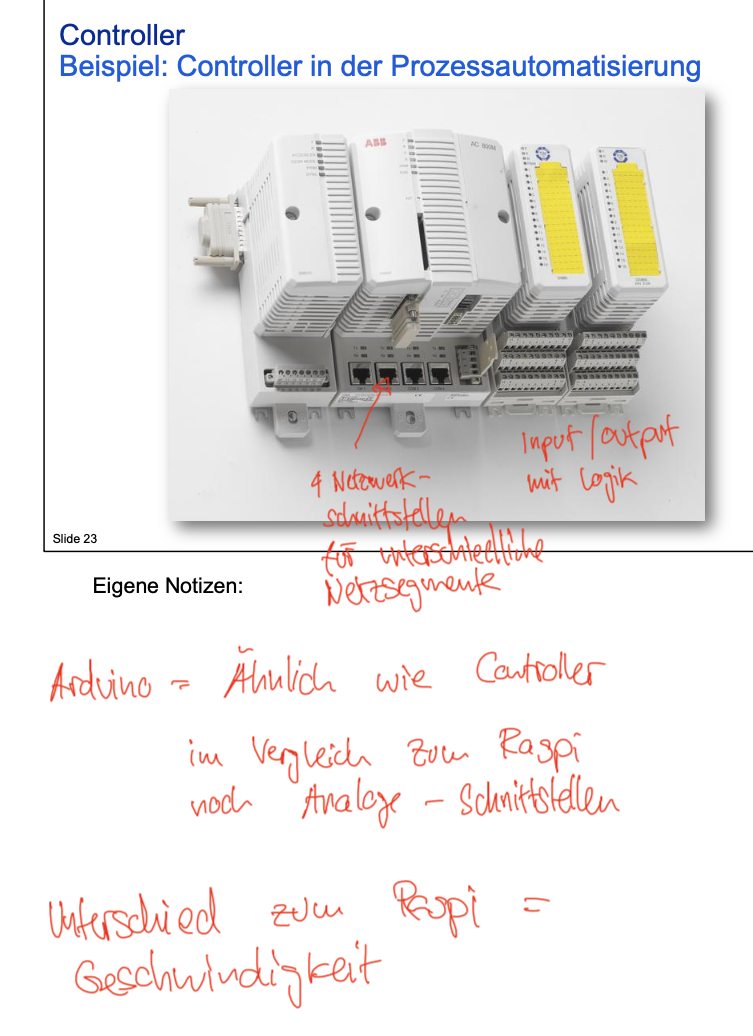 Controller
Beispiel: Controller in der Prozessautomatisierung
ABB
AC 800M
4 Netzwerk-
schnittstellen
für unterschiedliche
Netzsegmente
Input/output
mit Logik
Slide 23
Eigene Notizen:
Arduino = Ähnlich wie Controller
im Vergleich zum Raspi
noch Analoge - Schnittstellen
Unterschied zum Raspi =
Geschwindigkeit